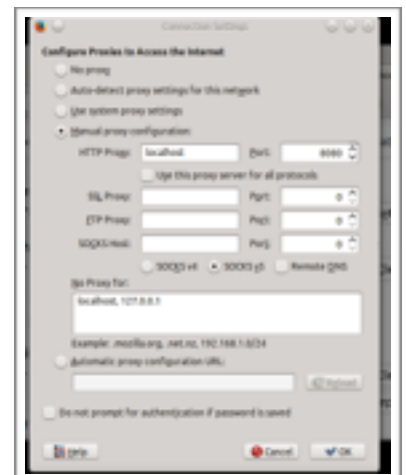 Connection Settings
Configure Proxies to Access the Internet
No proxy
Auto-detect proxy settings for this network
Use system proxy settings
Manual proxy configuration:
HTTP Proxy: localhost Port: 8080
Use this proxy server for all protocols
SSL Proxy: Port: 0
FTP Proxy: Port: 0
SOCKS Host: Port: 0
SOCKS v4 SOCKS v5 Remote DNS
No Proxy for:
localhost, 127.0.0.1
Example: .mozilla.org, .net.nz, 192.168.1.0/24
Automatic proxy configuration URL:
Reload
Do not prompt for authentication if password is saved
Help Cancel OK